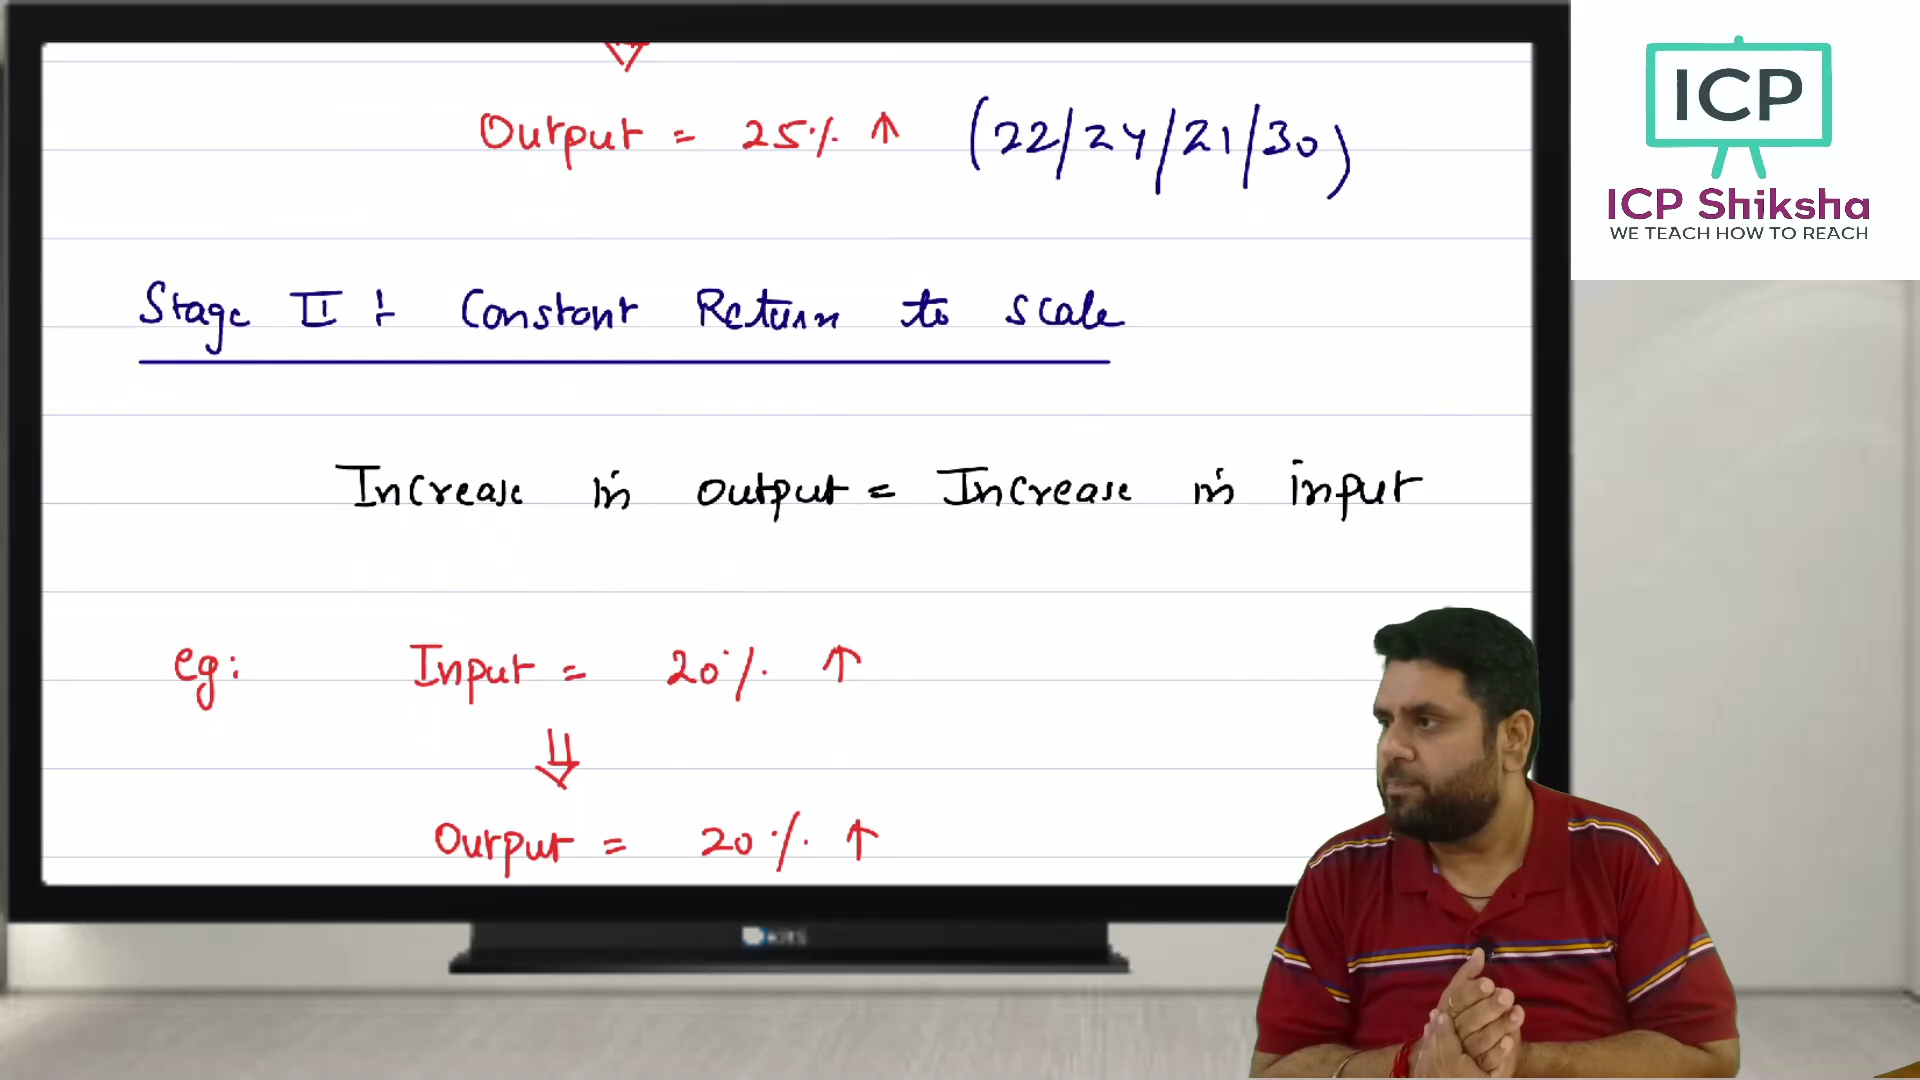 Output = 25% ↑ (22/24/21/30)
ICP
ICP Shiksha
WE TEACH HOW TO REACH
Stage II : Constant Return to scale
Increase in output = Increase in input
eg: Input = 20% ↑
Output = 20% ↑